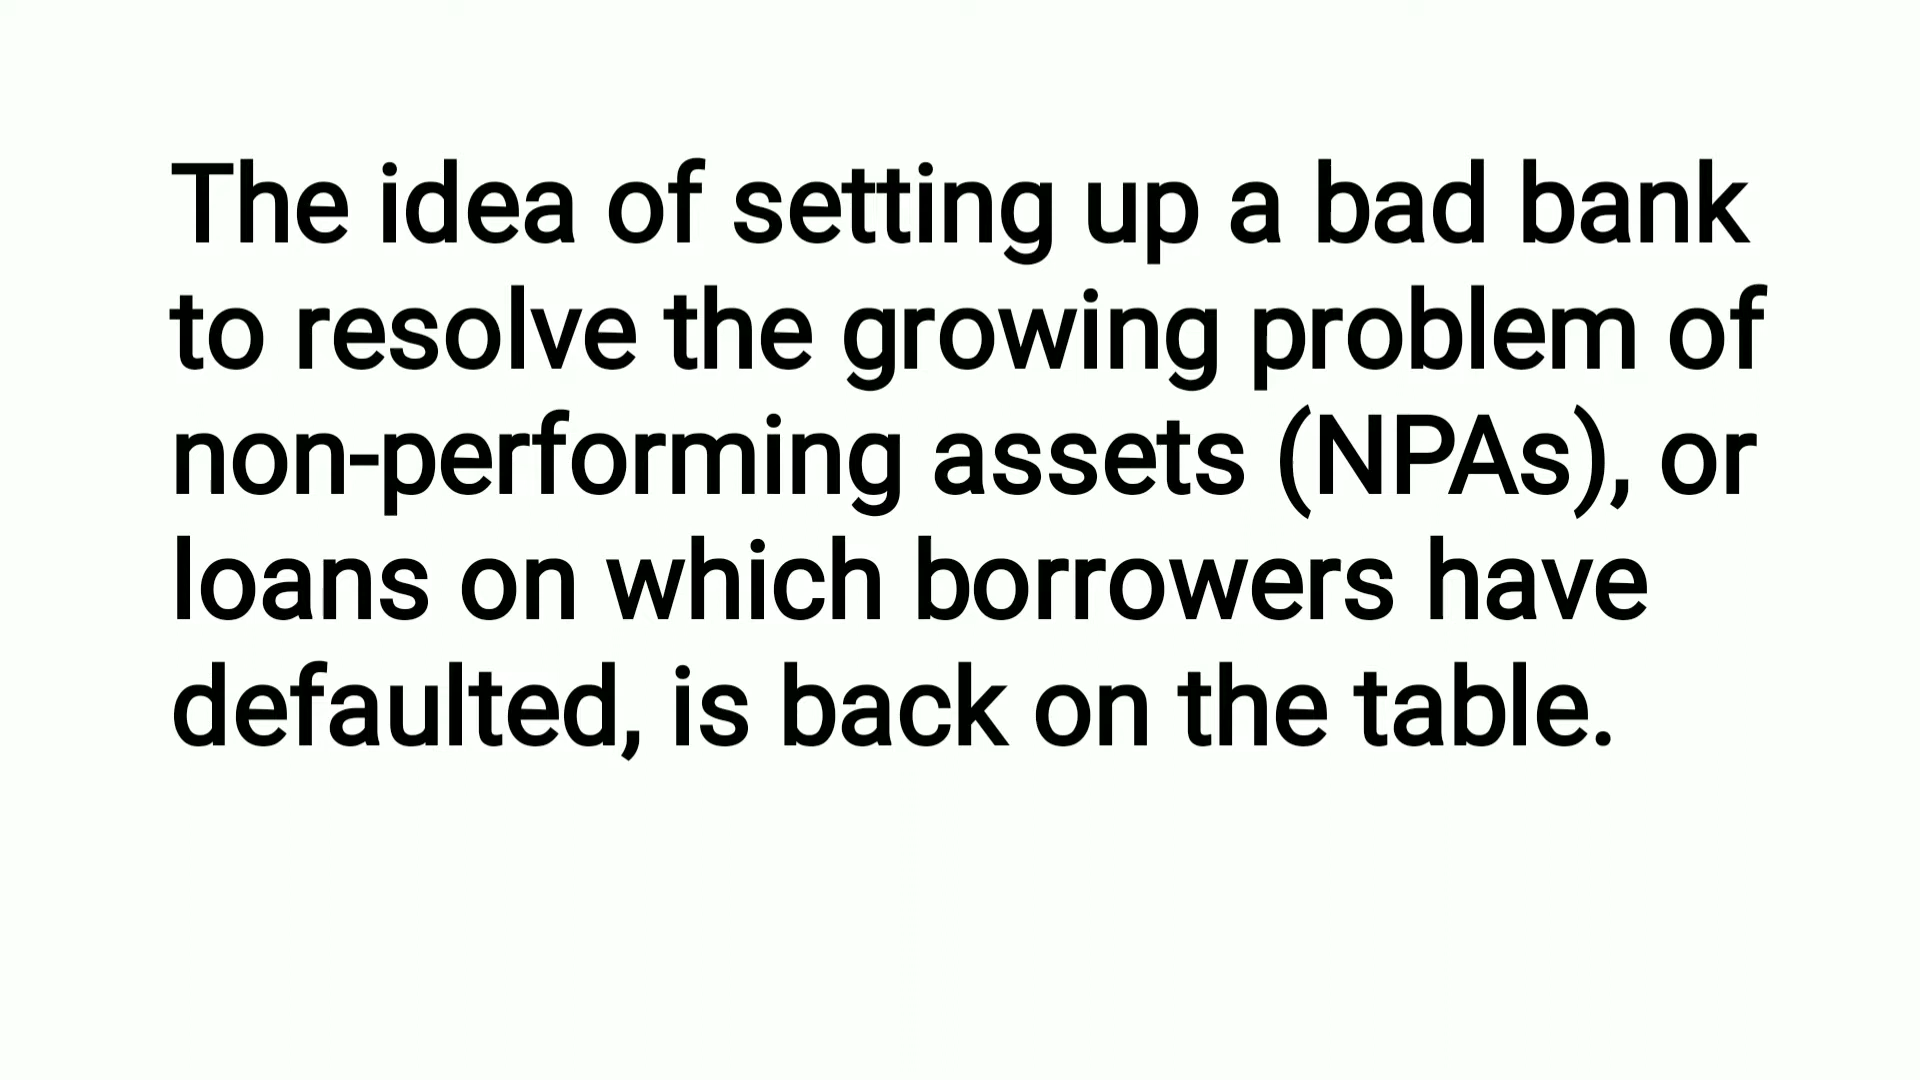 The idea of setting up a bad bank
to resolve the growing problem of
non-performing assets (NPAs), or
loans on which borrowers have
defaulted, is back on the table.